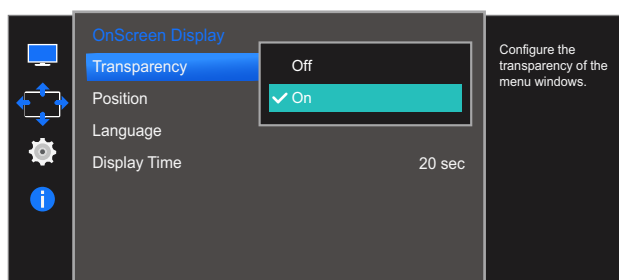 OnScreen Display
Transparency
Off
On
Position
Language
Display Time 20 sec
Configure the
transparency of the
menu windows.